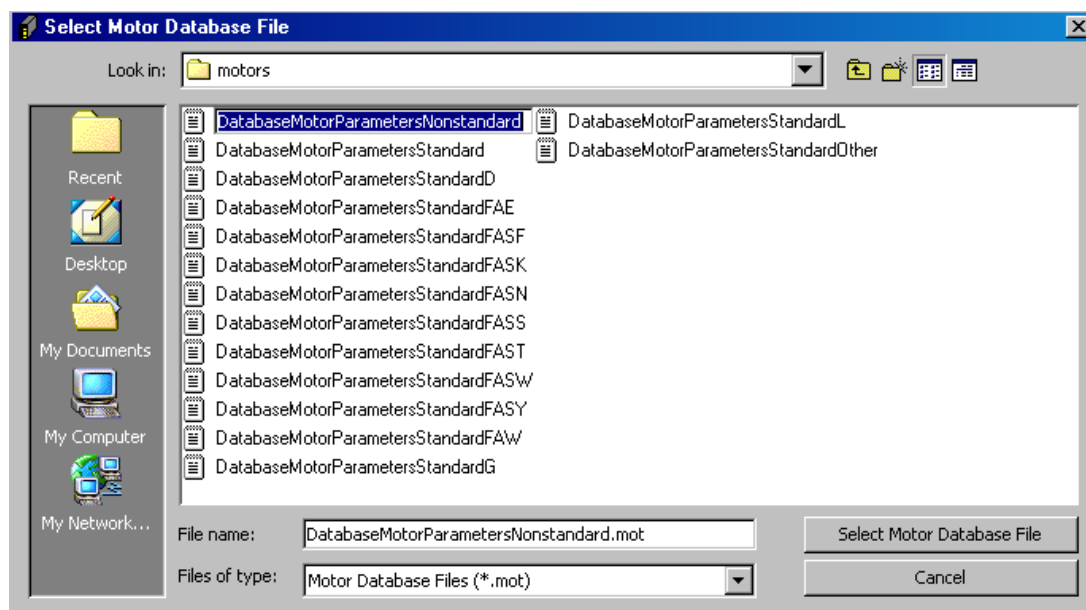 Select Motor Database File
Look in: motors
Recent
Desktop
My Documents
My Computer
My Network...
DatabaseMotorParametersNonstandard
DatabaseMotorParametersStandard
DatabaseMotorParametersStandardD
DatabaseMotorParametersStandardFAE
DatabaseMotorParametersStandardFASF
DatabaseMotorParametersStandardFASK
DatabaseMotorParametersStandardFASN
DatabaseMotorParametersStandardFASS
DatabaseMotorParametersStandardFAST
DatabaseMotorParametersStandardFASW
DatabaseMotorParametersStandardFASY
DatabaseMotorParametersStandardFAW
DatabaseMotorParametersStandardG
DatabaseMotorParametersStandardL
DatabaseMotorParametersStandardOther
File name: DatabaseMotorParametersNonstandard.mot
Select Motor Database File
Files of type: Motor Database Files (*.mot)
Cancel